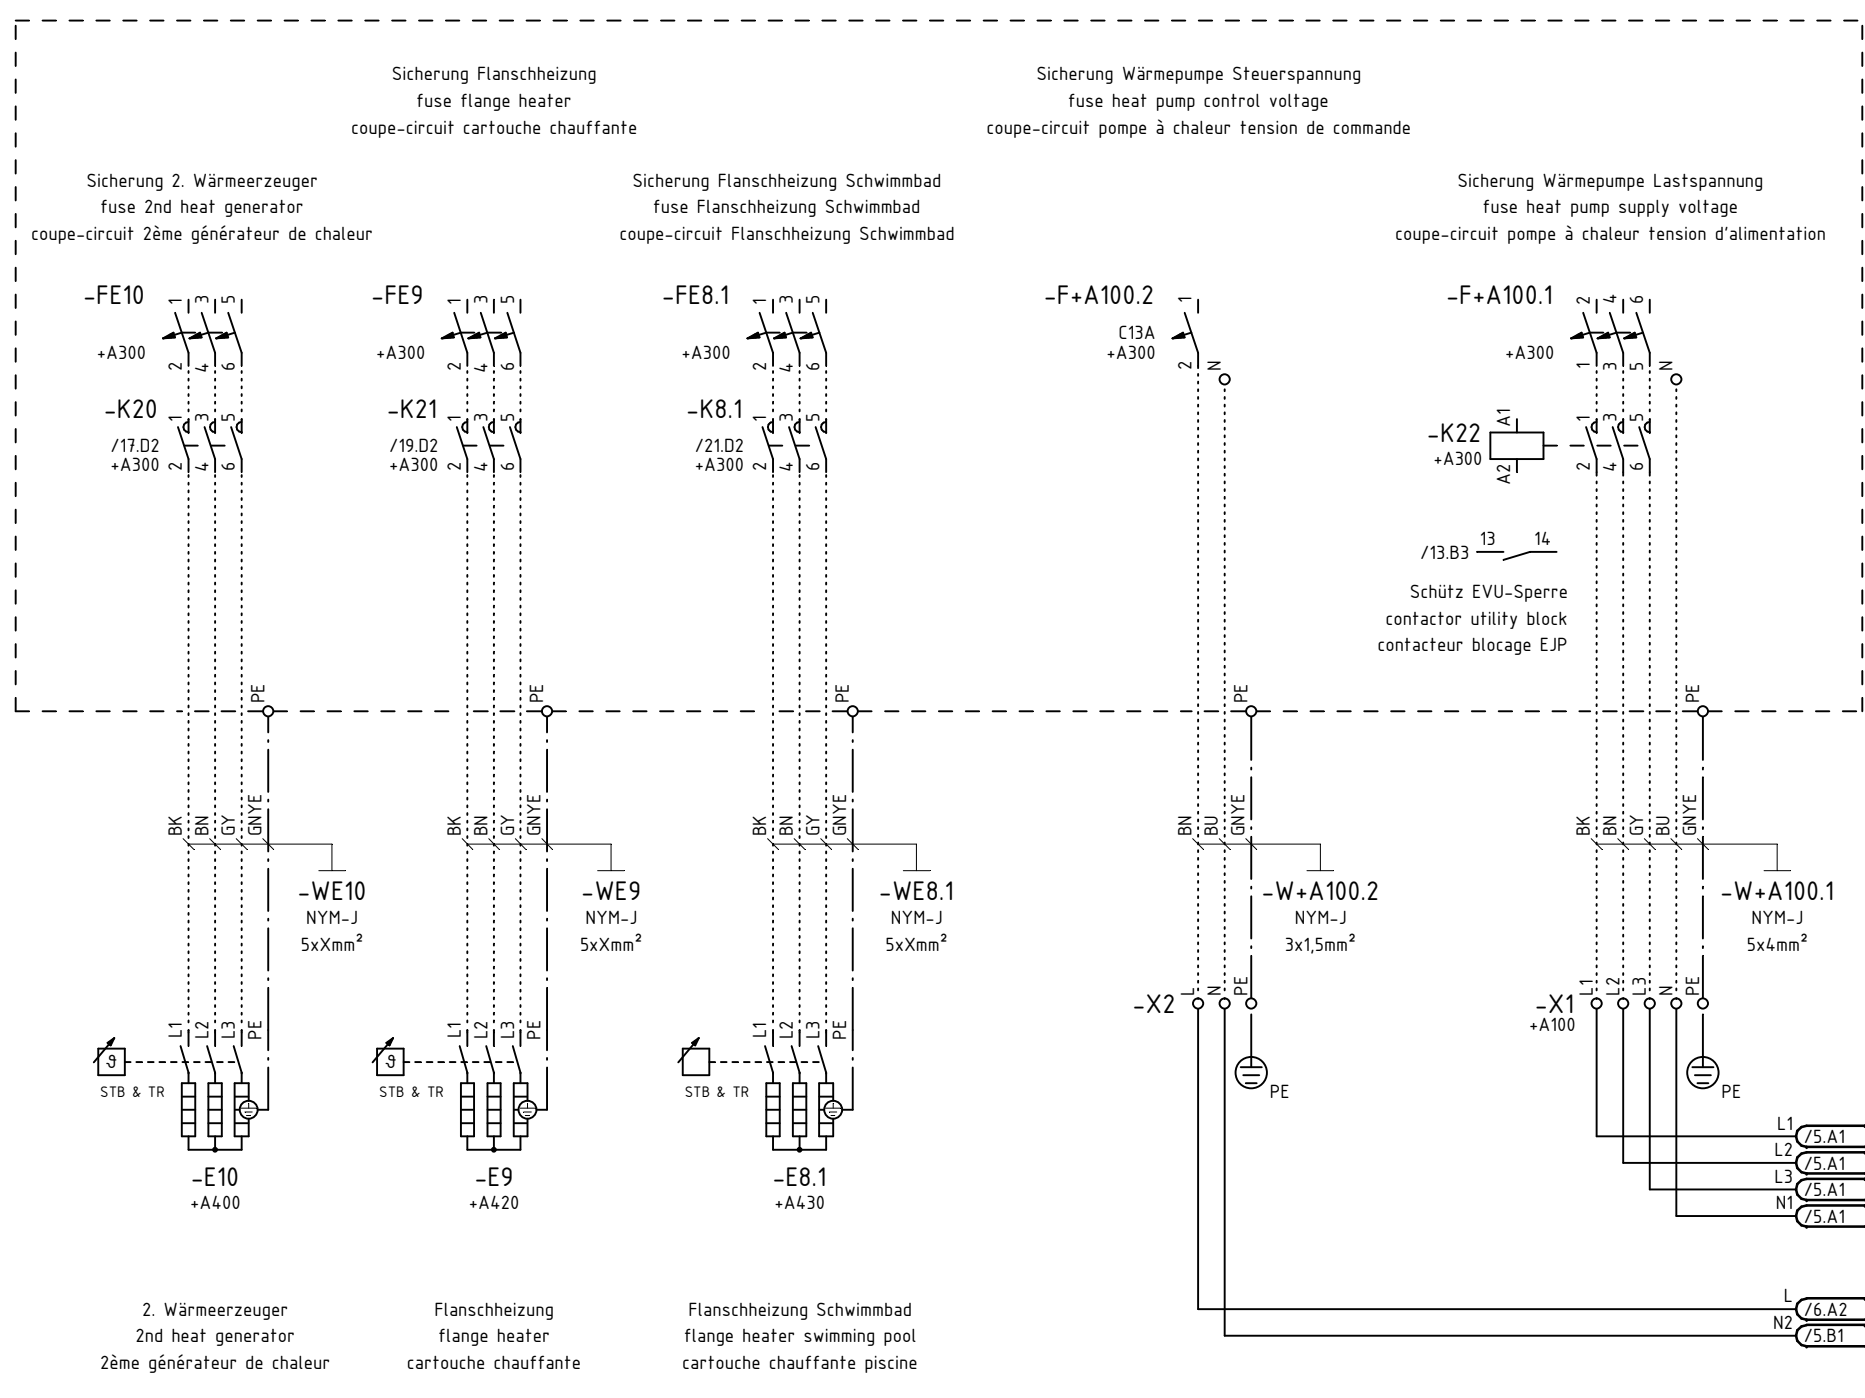 Sicherung Flanschheizung
fuse flange heater
coupe-circuit cartouche chauffante
Sicherung Wärmepumpe Steuerspannung
fuse heat pump control voltage
coupe-circuit pompe à chaleur tension de commande
Sicherung 2. Wärmeerzeuger
fuse 2nd heat generator
coupe-circuit 2ème générateur de chaleur
Sicherung Flanschheizung Schwimmbad
fuse Flanschheizung Schwimmbad
coupe-circuit Flanschheizung Schwimmbad
Sicherung Wärmepumpe Lastspannung
fuse heat pump supply voltage
coupe-circuit pompe à chaleur tension d'alimentation
-FE10 1 3 5
+A300 2 4 6
-FE9 1 3 5
+A300 2 4 6
-FE8.1 1 3 5
+A300 2 4 6
-F+A100.2 1
C13A
+A300 2 N
-F+A100.1 2 4 6
+A300 1 3 5 N
-K20 1 3 5
/17.D2
+A300 2 4 6
-K21 1 3 5
/19.D2
+A300 2 4 6
-K8.1 1 3 5
/21.D2
+A300 2 4 6
-K22 A1 1 3 5
+A300 A2 2 4 6
/13.B3 13 14
Schütz EVU-Sperre
contactor utility block
contacteur blocage EJP
PE PE PE PE PE
BK BN GY GNYE
BK BN GY GNYE
BK BN GY GNYE
BN BU GNYE
BK BN GY BU GNYE
-WE10
NYM-J
5xXmm²
-WE9
NYM-J
5xXmm²
-WE8.1
NYM-J
5xXmm²
-W+A100.2
NYM-J
3x1,5mm²
-W+A100.1
NYM-J
5x4mm²
-X2 L N PE
-X1 L1 L2 L3 N PE
+A100
L1 L2 L3 PE
L1 L2 L3 PE
L1 L2 L3 PE
ϑ
STB & TR
ϑ
STB & TR
STB & TR
PE
PE
-E10
+A400
-E9
+A420
-E8.1
+A430
L1 /5.A1
L2 /5.A1
L3 /5.A1
N1 /5.A1
L /6.A2
N2 /5.B1
2. Wärmeerzeuger
2nd heat generator
2ème générateur de chaleur
Flanschheizung
flange heater
cartouche chauffante
Flanschheizung Schwimmbad
flange heater swimming pool
cartouche chauffante piscine